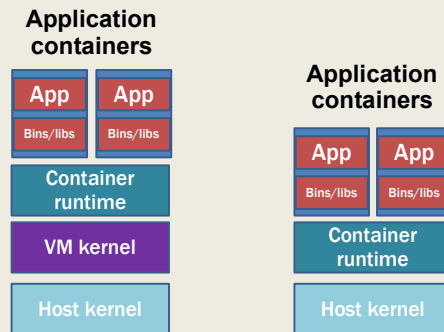 Application
containers
App
App
Bins/libs
Bins/libs
Container
runtime
VM kernel
Host kernel
Application
containers
App
App
Bins/libs
Bins/libs
Container
runtime
Host kernel